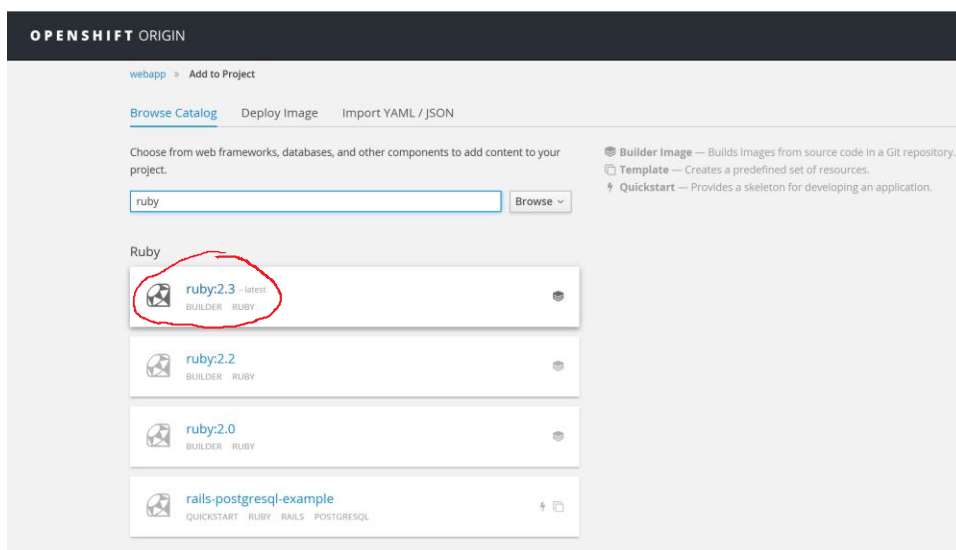 OPENSHIFT ORIGIN
webapp » Add to Project
Browse Catalog Deploy Image Import YAML / JSON
Choose from web frameworks, databases, and other components to add content to your
project.
ruby Browse
Builder Image — Builds images from source code in a Git repository.
Template — Creates a predefined set of resources.
Quickstart — Provides a skeleton for developing an application.
Ruby
ruby:2.3 - latest
BUILDER RUBY
ruby:2.2
BUILDER RUBY
ruby:2.0
BUILDER RUBY
rails-postgresql-example
QUICKSTART RUBY RAILS POSTGRESQL